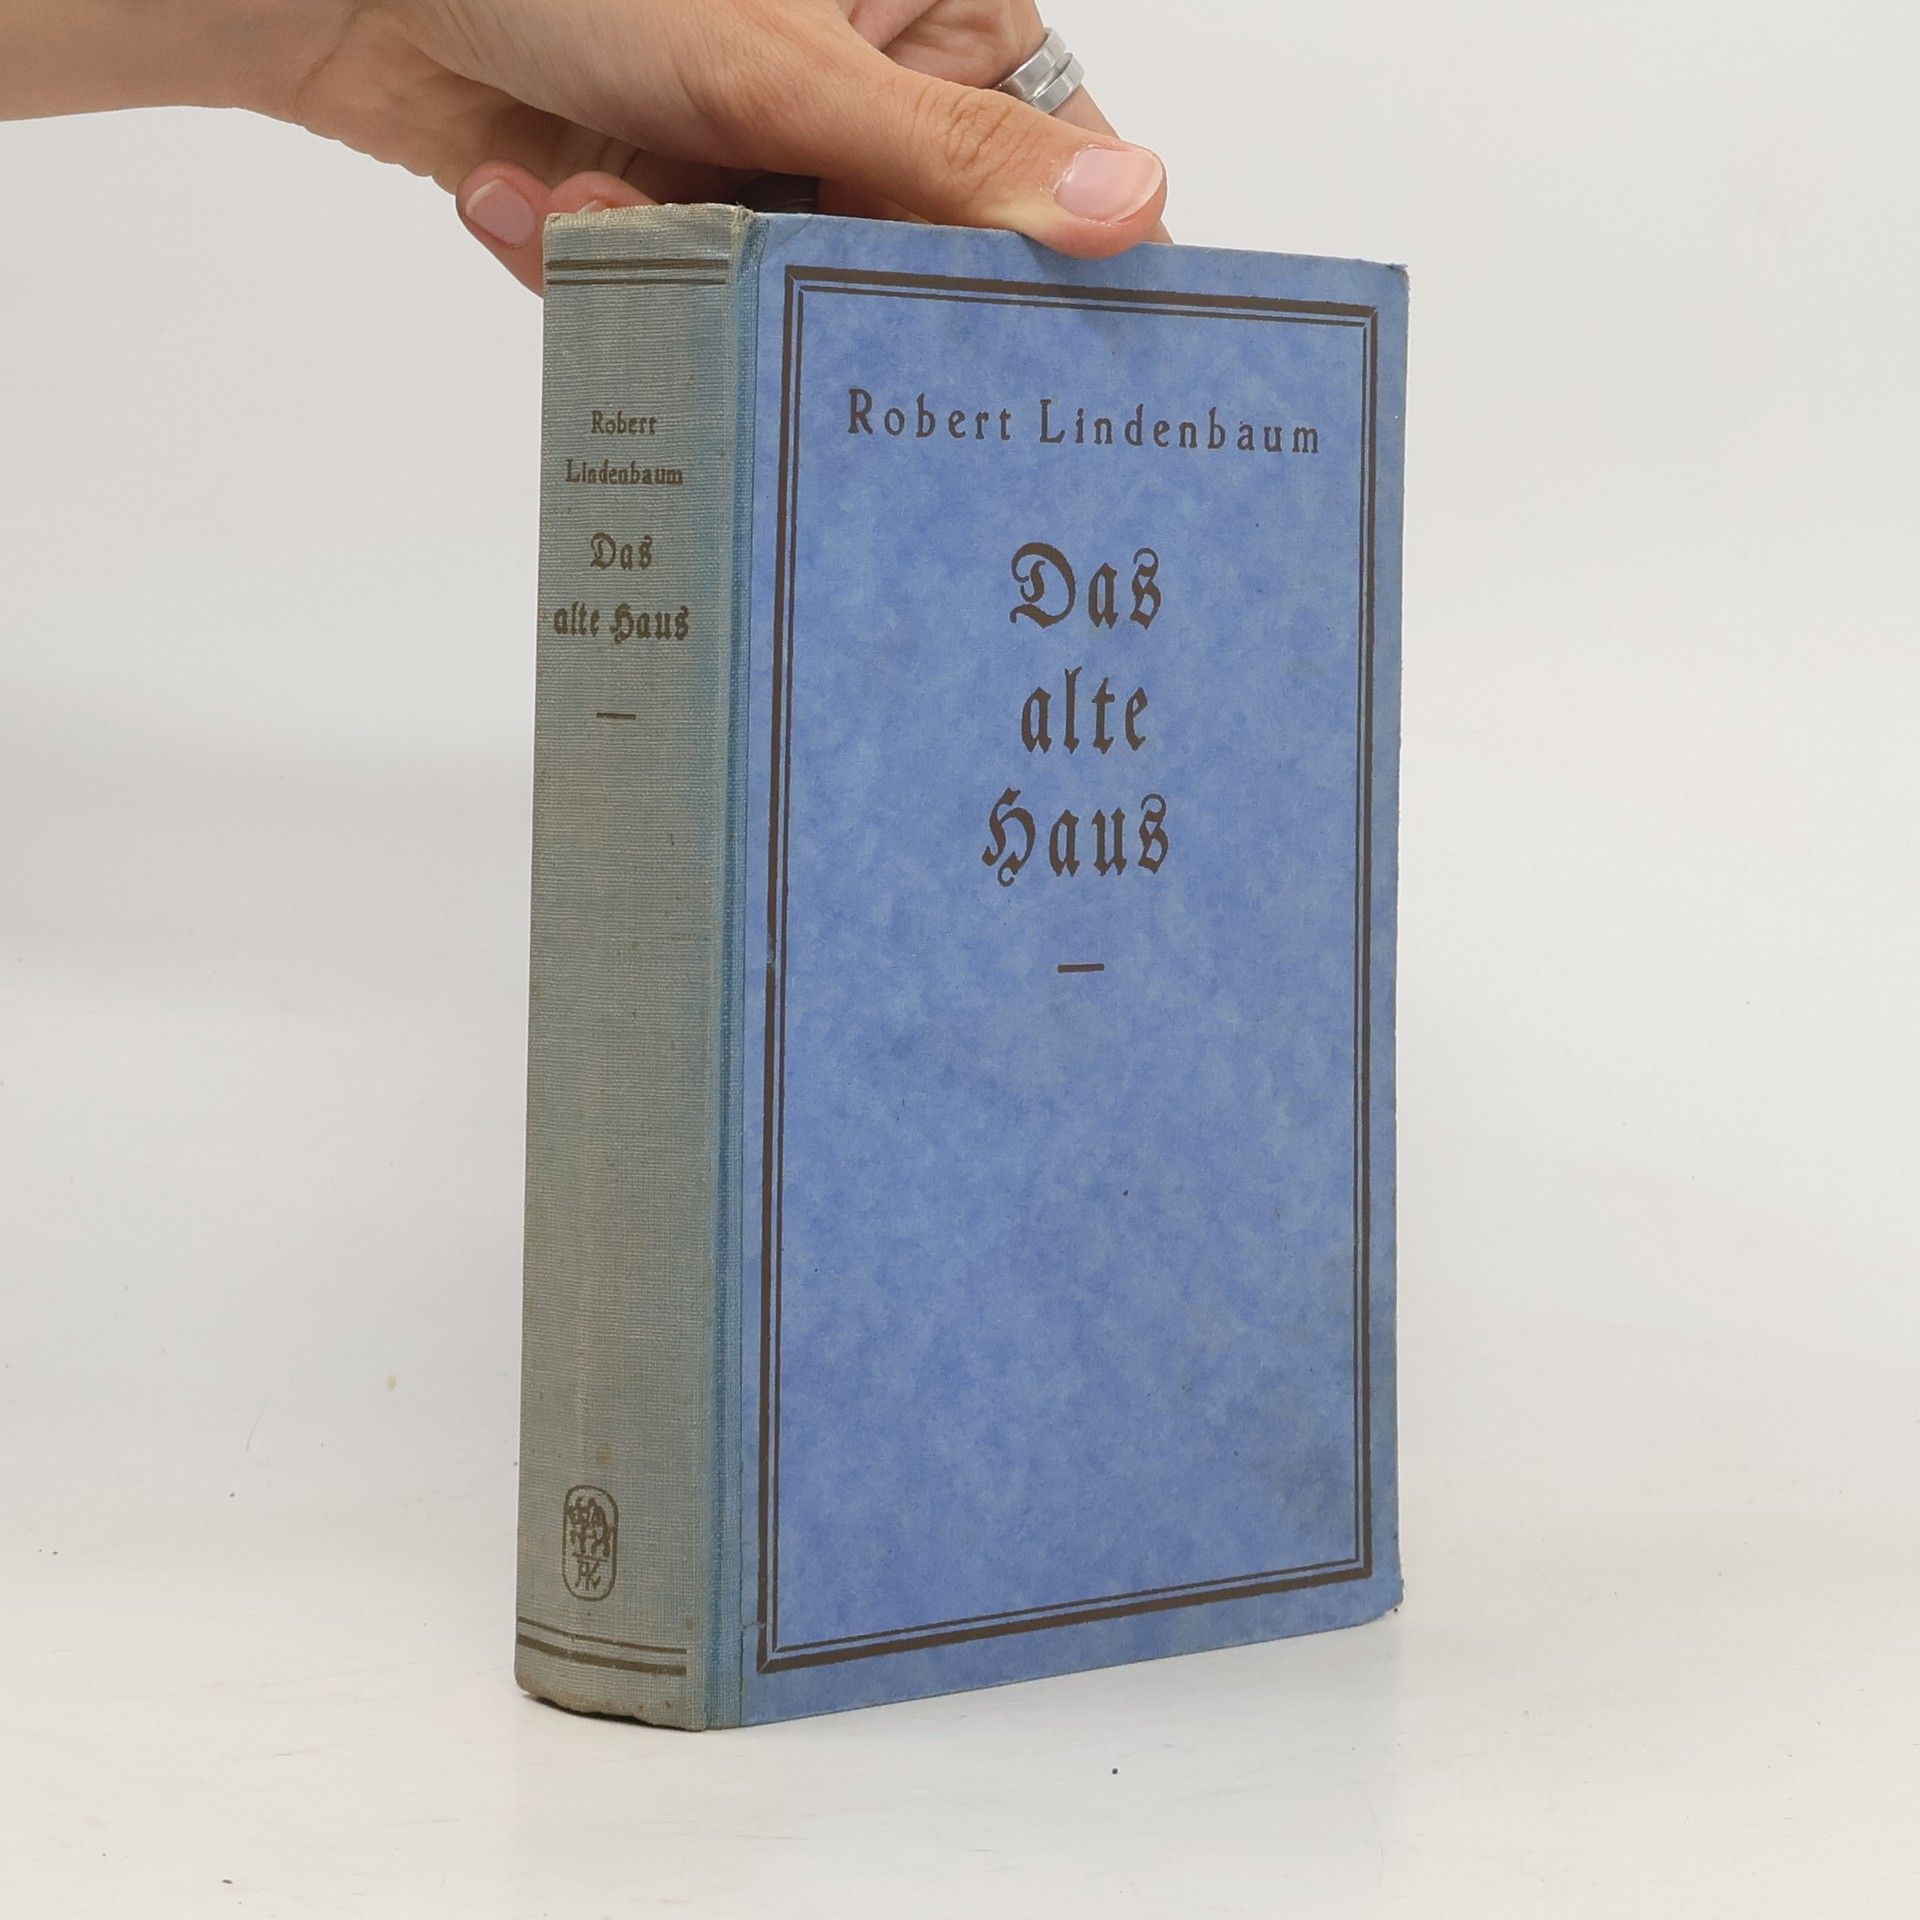 Robert
Lindenbaum
Das
alte Haus
Robert Lindenbaum
Das
alte
Haus